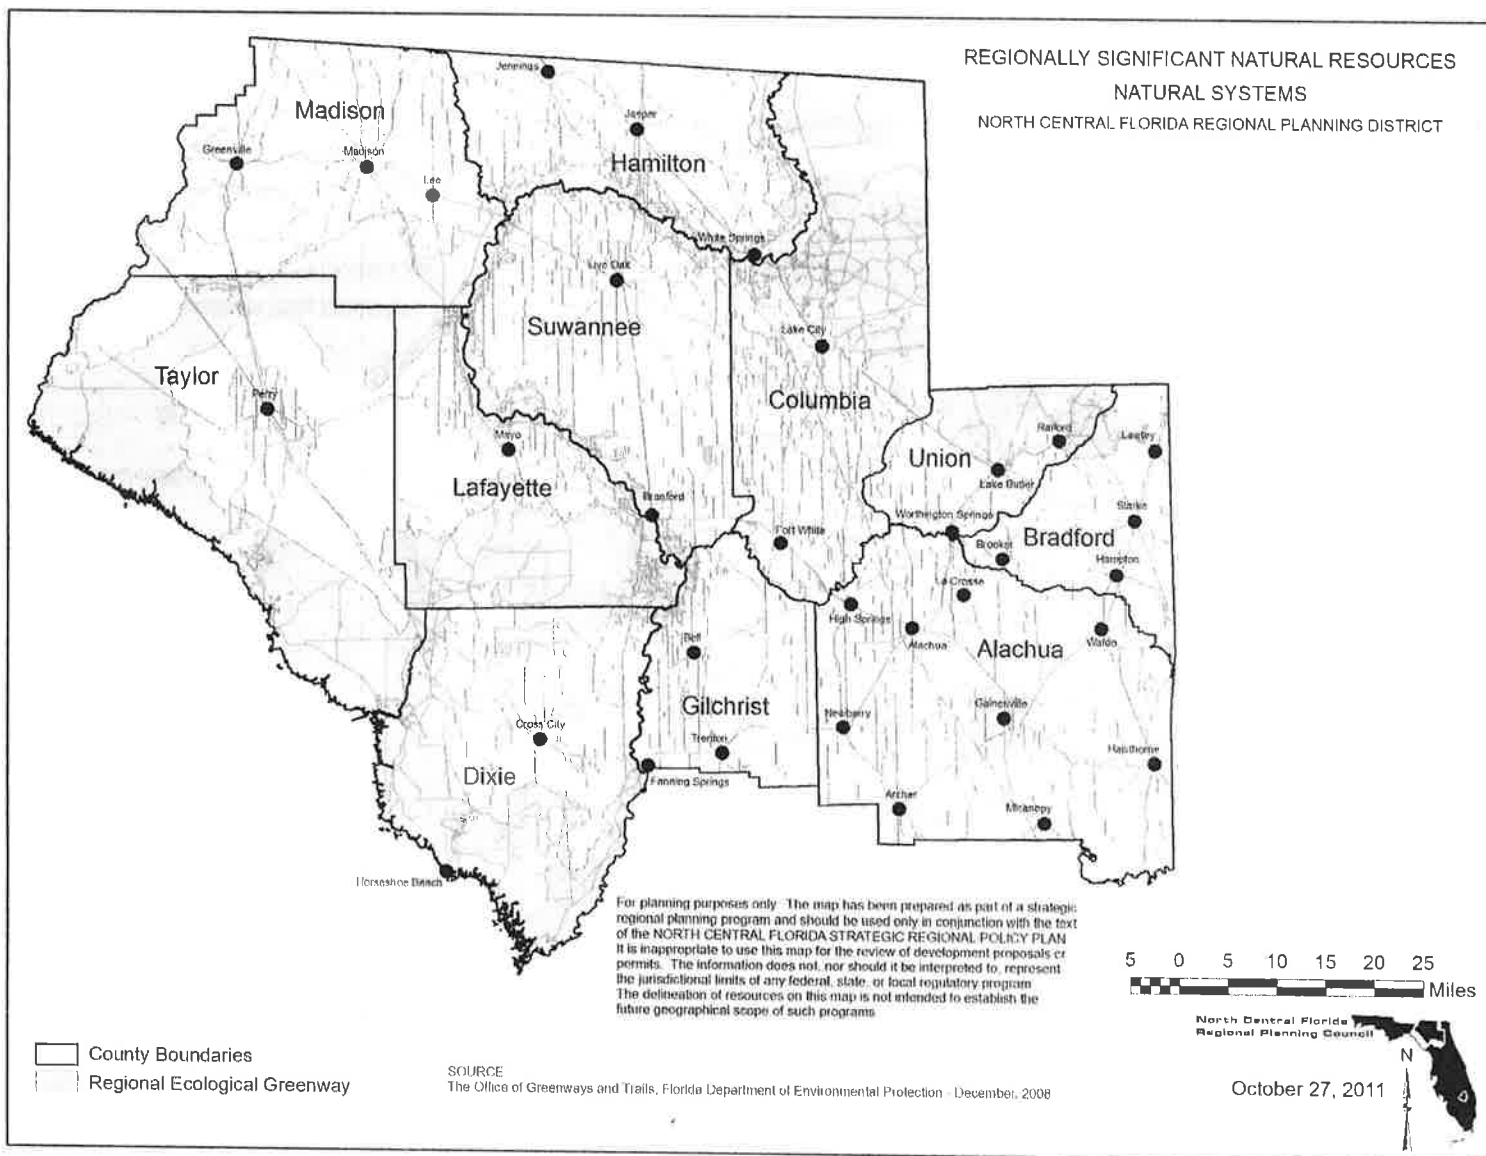 REGIONALLY SIGNIFICANT NATURAL RESOURCES
NATURAL SYSTEMS
NORTH CENTRAL FLORIDA REGIONAL PLANNING DISTRICT
Jennings
Madison
Jasper
Greenville
Madison
Hamilton
Lee
White Springs
Live Oak
Suwannee
Lake City
Taylor
Perry
Columbia
Raiford
Lawtey
Mayo
Union
Lake Butler
Lafayette
Branford
Starke
Worthington Springs
Fort White
Brooker
Bradford
Hampton
La Crosse
High Springs
Alachua
Waldo
Alachua
Bell
Gilchrist
Newberry
Gainesville
Cross City
Trenton
Hawthorne
Dixie
Fanning Springs
Archer
Micanopy
Horseshoe Beach
For planning purposes only. The map has been prepared as part of a strategic
regional planning program and should be used only in conjunction with the text
of the NORTH CENTRAL FLORIDA STRATEGIC REGIONAL POLICY PLAN
It is inappropriate to use this map for the review of development proposals or
permits. The information does not, nor should it be interpreted to, represent
the jurisdictional limits of any federal, state, or local regulatory program
The delineation of resources on this map is not intended to establish the
future geographical scope of such programs
5 0 5 10 15 20 25
Miles
North Central Florida
Regional Planning Council
N
County Boundaries
Regional Ecological Greenway
SOURCE
The Office of Greenways and Trails, Florida Department of Environmental Protection - December, 2008
October 27, 2011